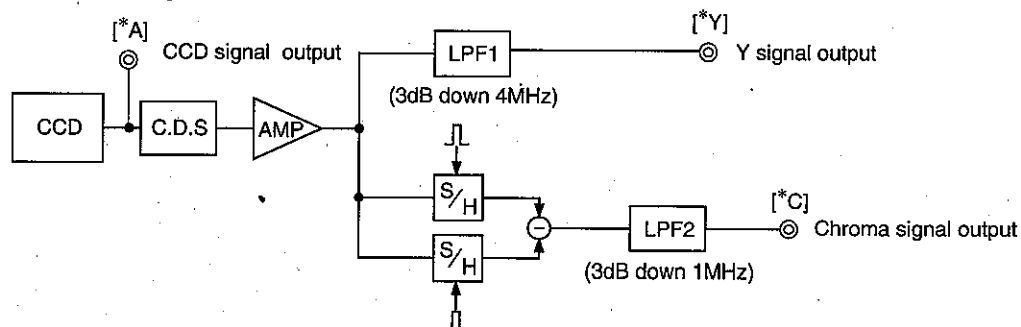 [*A]
CCD signal output
[*Y]
Y signal output
LPF1
(3dB down 4MHz)
CCD
C.D.S
AMP
S/H
[*C]
Chroma signal output
LPF2
(3dB down 1MHz)
S/H